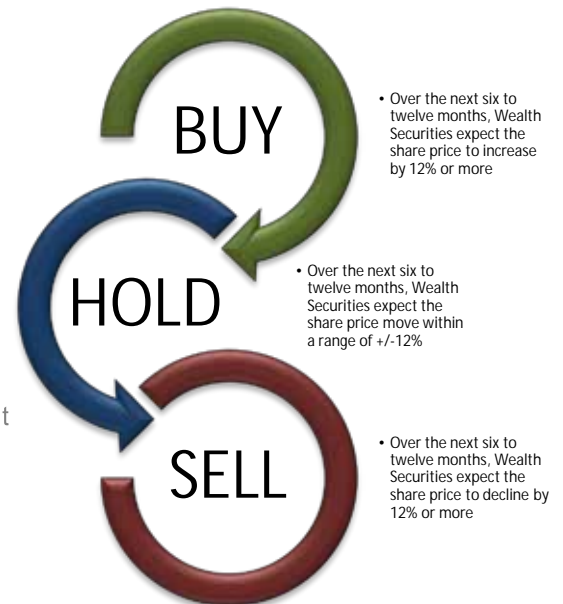 BUY
• Over the next six to
twelve months, Wealth
Securities expect the
share price to increase
by 12% or more
HOLD
• Over the next six to
twelve months, Wealth
Securities expect the
share price move within
a range of +/-12%
t
SELL
• Over the next six to
twelve months, Wealth
Securities expect the
share price to decline by
12% or more